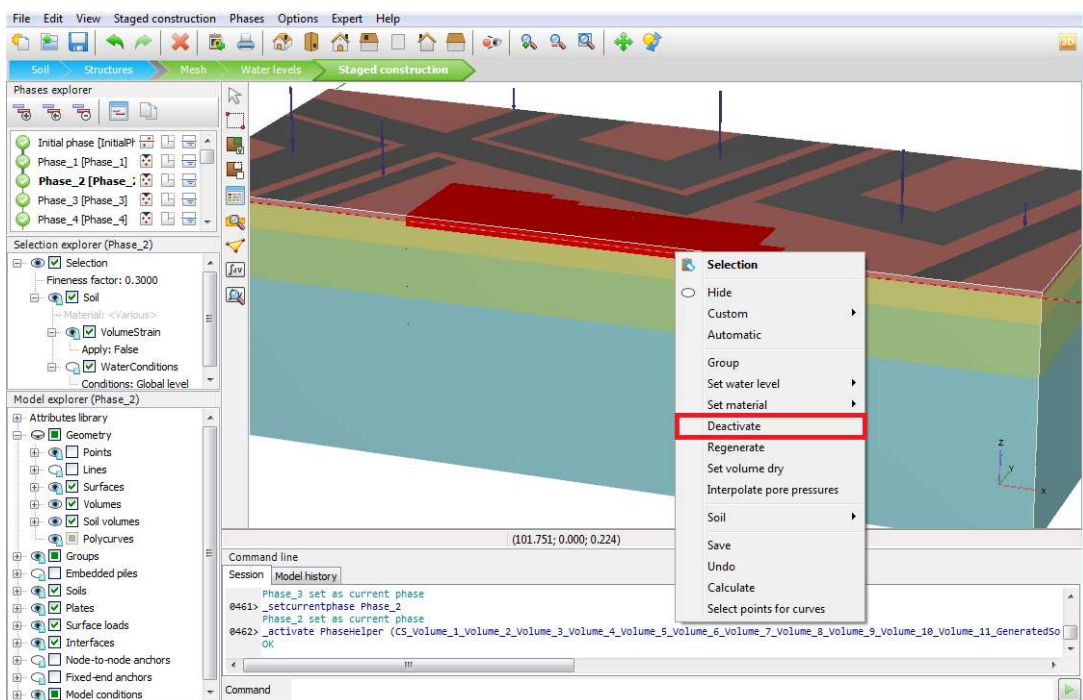 File Edit View Staged construction Phases Options Expert Help
3D
Soil Structures Mesh Water levels Staged construction
Phases explorer
Initial phase [InitialPh
Phase_1 [Phase_1]
Phase_2 [Phase_2
Phase_3 [Phase_3]
Phase_4 [Phase_4]
Selection explorer (Phase_2)
Selection
Fineness factor: 0.3000
Soil
Material: <Various>
VolumeStrain
Apply: False
WaterConditions
Conditions: Global level
Model explorer (Phase_2)
Attributes library
Geometry
Points
Lines
Surfaces
Volumes
Soil volumes
Polycurves
Groups
Embedded piles
Soils
Plates
Surface loads
Interfaces
Node-to-node anchors
Fixed-end anchors
Model conditions
Selection
Hide
Custom
Automatic
Group
Set water level
Set material
Deactivate
Regenerate
Set volume dry
Interpolate pore pressures
Soil
Save
Undo
Calculate
Select points for curves
z
y
x
(101.751; 0.000; 0.224)
Command line
Session Model history
Phase_3 set as current phase
0461> _setcurrentphase Phase_2
Phase_2 set as current phase
0462> _activate PhaseHelper (CS_Volume_1_Volume_2_Volume_3_Volume_4_Volume_5_Volume_6_Volume_7_Volume_8_Volume_9_Volume_10_Volume_11_GeneratedSo
OK
Command